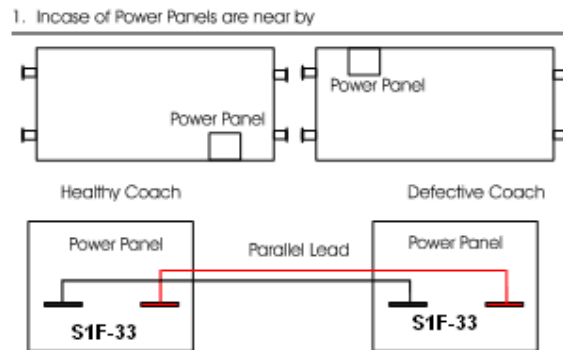 1. Incase of Power Panels are near by
Power Panel
Power Panel
Healthy Coach
Defective Coach
Power Panel
Parallel Lead
Power Panel
S1F-33
S1F-33